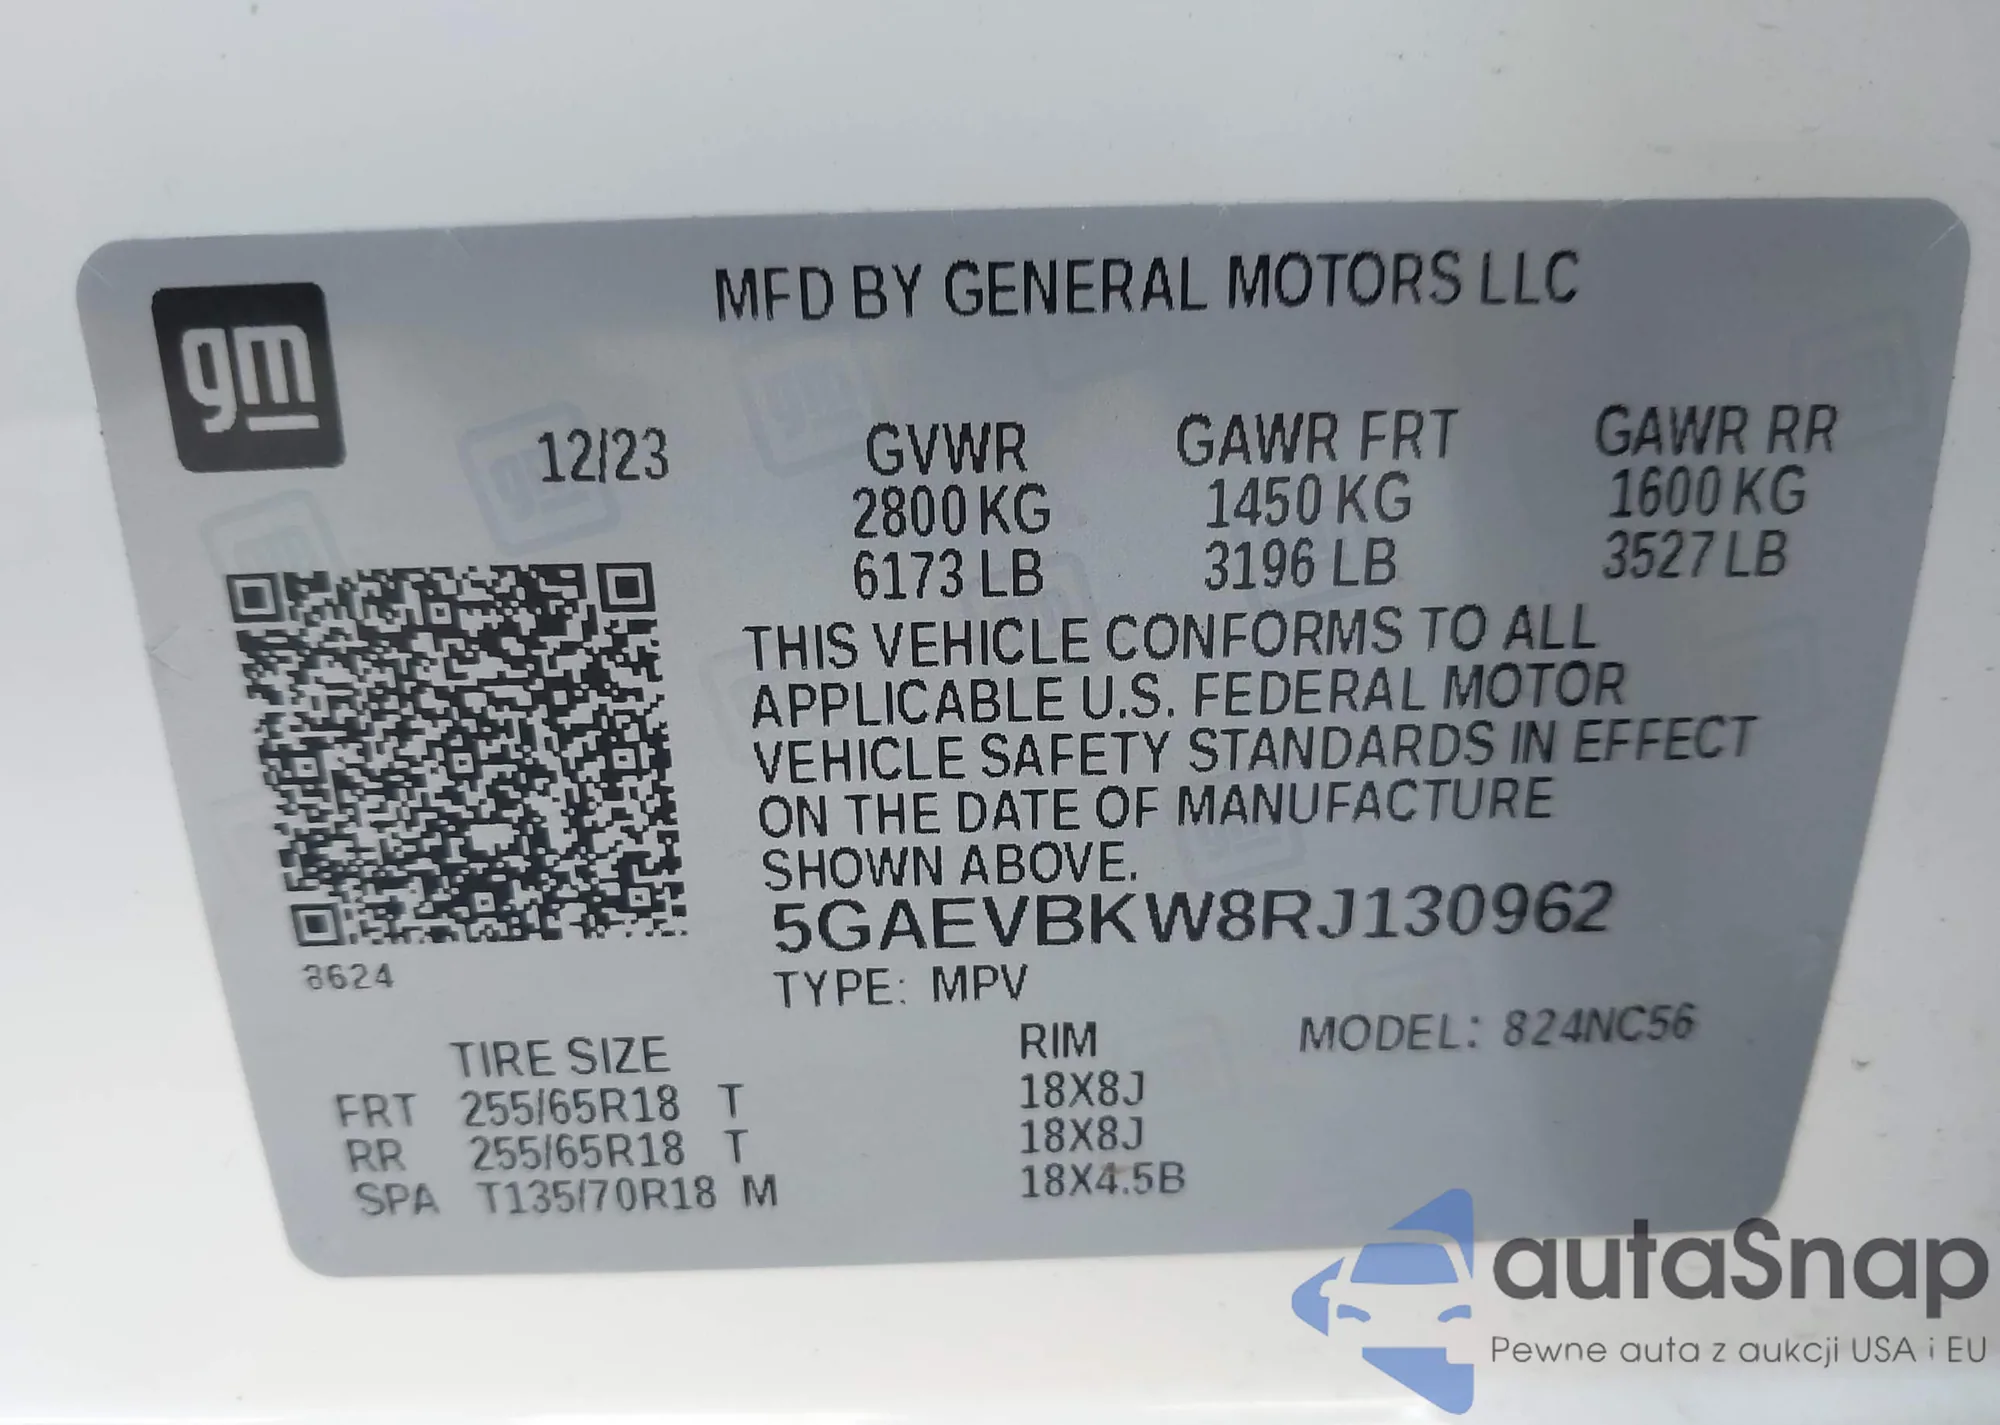 gm
MFD BY GENERAL MOTORS LLC
12/23 GVWR GAWR FRT GAWR RR
2800 KG 1450 KG 1600 KG
6173 LB 3196 LB 3527 LB
THIS VEHICLE CONFORMS TO ALL
APPLICABLE U.S. FEDERAL MOTOR
VEHICLE SAFETY STANDARDS IN EFFECT
ON THE DATE OF MANUFACTURE
SHOWN ABOVE.
5GAEVBKW8RJ130962
8624
TYPE: MPV
MODEL: 824NC56
TIRE SIZE RIM
FRT 255/65R18 T 18X8J
RR 255/65R18 T 18X8J
SPA T135/70R18 M 18X4.5B
autaSnap
Pewne auta z aukcji USA i EU